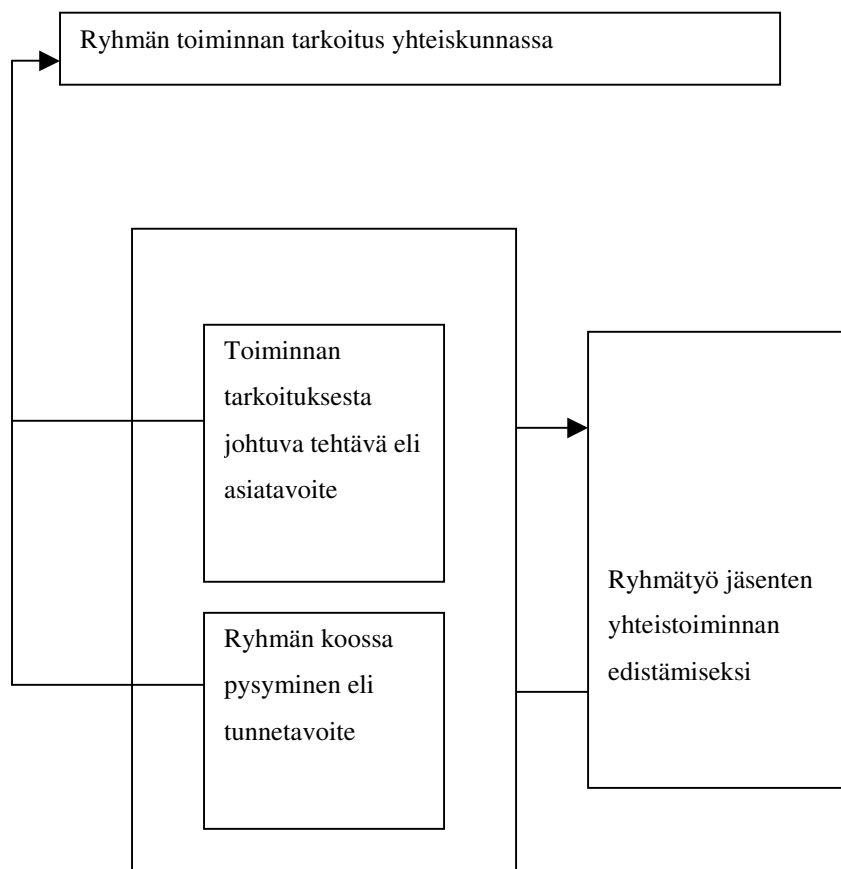 Ryhmän toiminnan tarkoitus yhteiskunnassa
Toiminnan
tarkoituksesta
johtuva tehtävä eli
asiatavoite
Ryhmän koossa
pysyminen eli
tunnetavoite
Ryhmätyö jäsenten
yhteistoiminnan
edistämiseksi